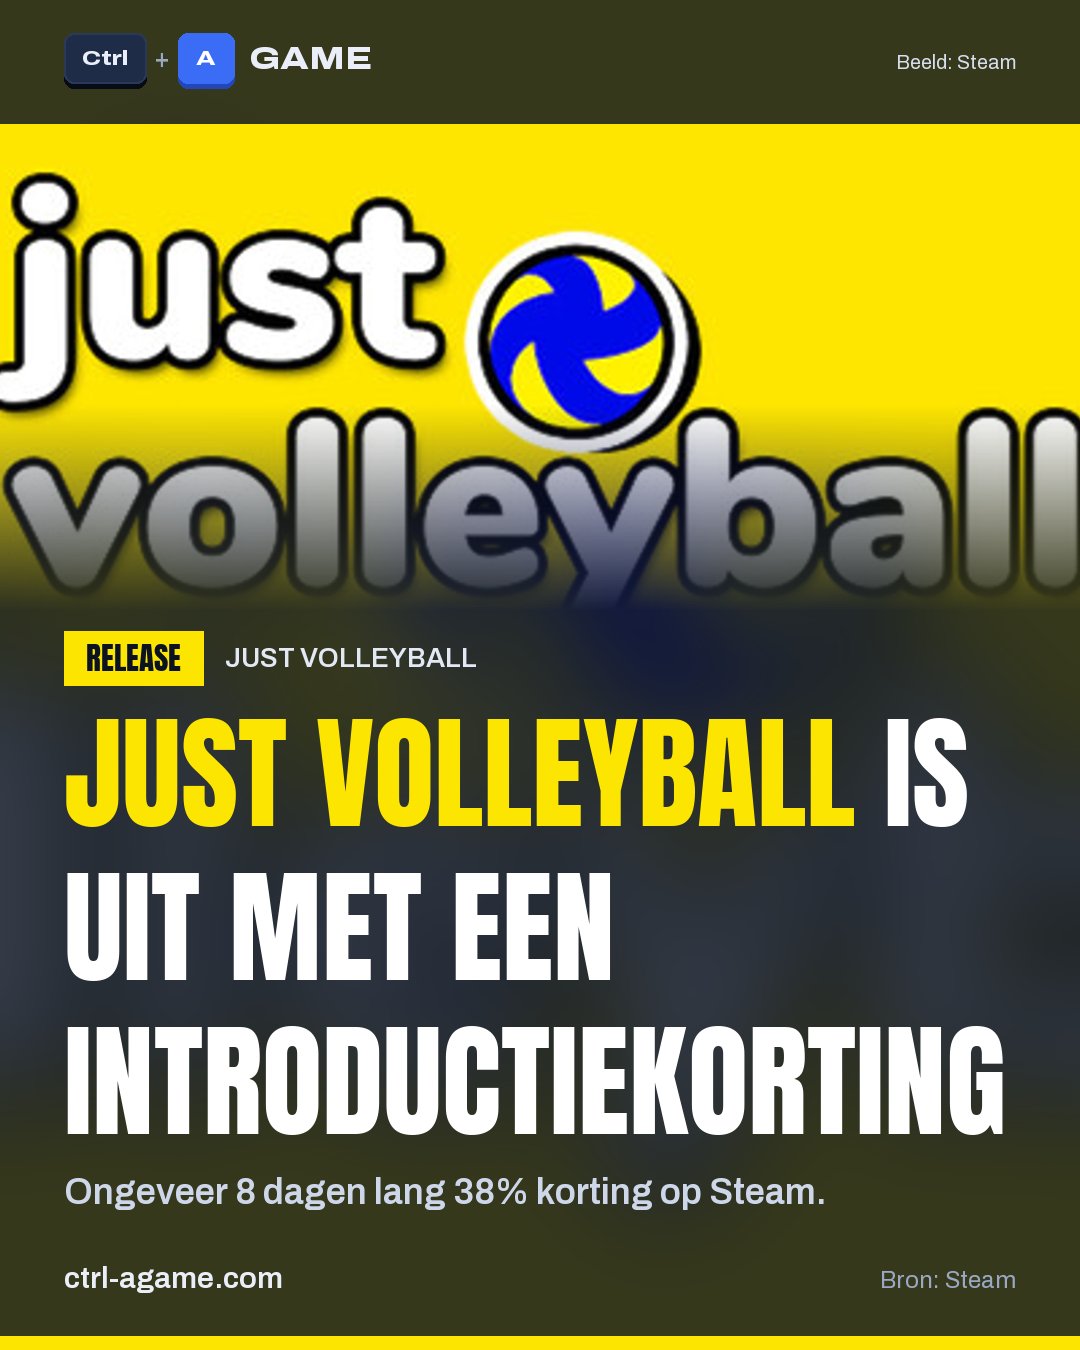 Ctrl + A GAME
Beeld: Steam
just
volleyball
RELEASE JUST VOLLEYBALL
JUST VOLLEYBALL IS
UIT MET EEN
INTRODUCTIEKORTING
Ongeveer 8 dagen lang 38% korting op Steam.
ctrl-agame.com
Bron: Steam